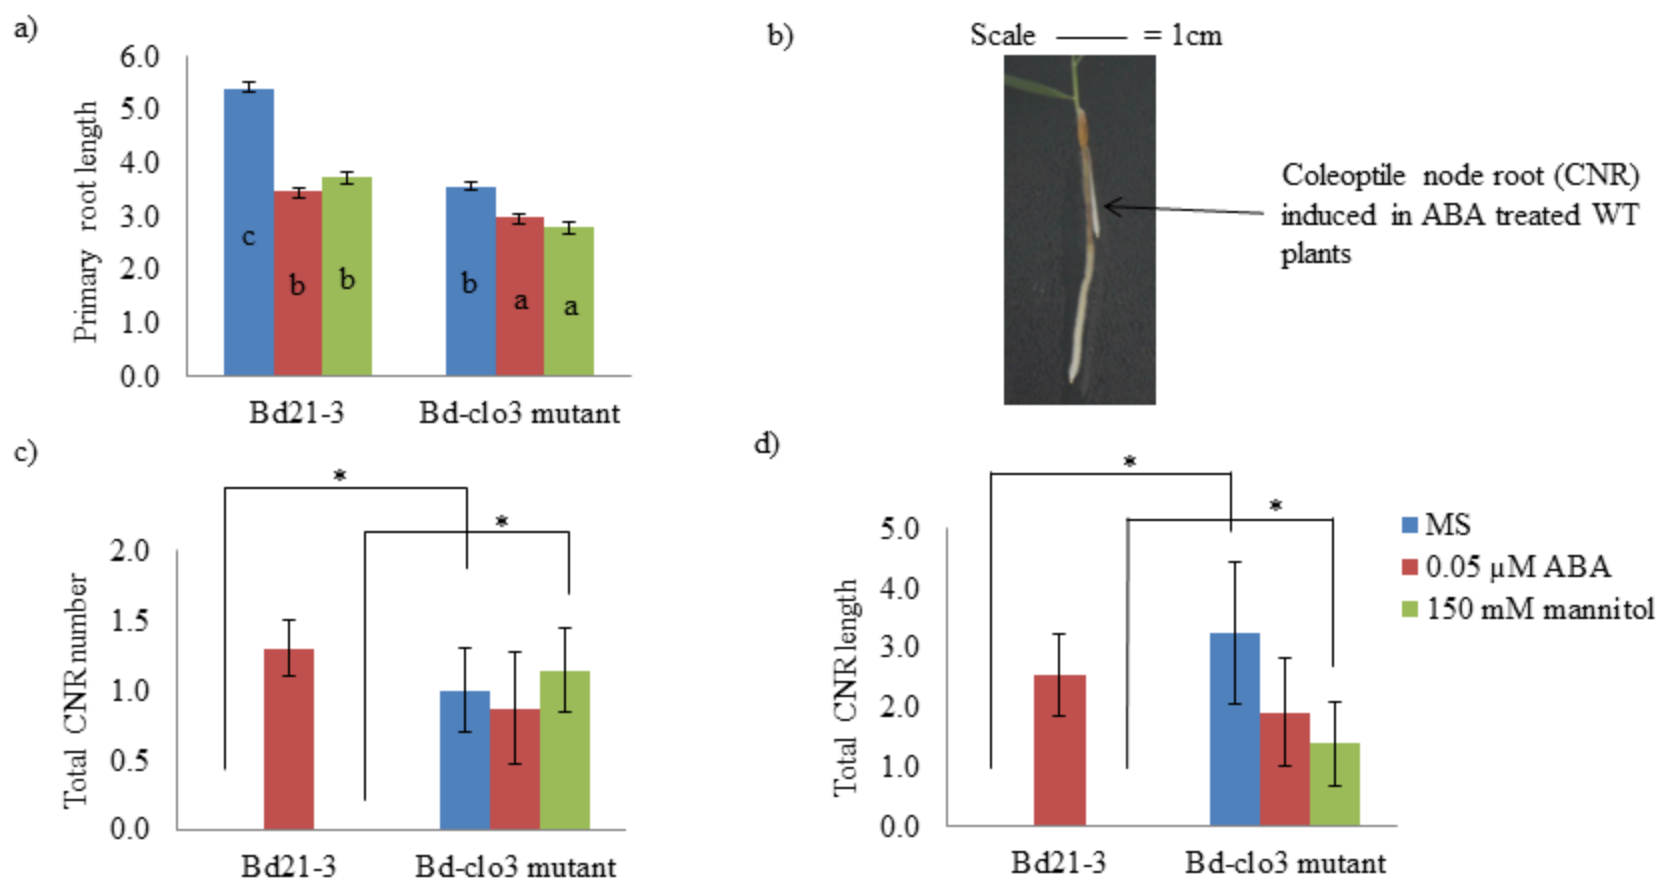 a)
6.0
5.0
4.0
3.0
2.0
1.0
0.0
Primary root length
c
b
b
b
a
a
Bd21-3
Bd-clo3 mutant
b)
Scale = 1cm
Coleoptile node root (CNR)
induced in ABA treated WT
plants
c)
*
*
2.0
1.5
1.0
0.5
0.0
Total CNR number
Bd21-3
Bd-clo3 mutant
d)
*
*
5.0
4.0
3.0
2.0
1.0
0.0
Total CNR length
Bd21-3
Bd-clo3 mutant
MS
0.05 µM ABA
150 mM mannitol